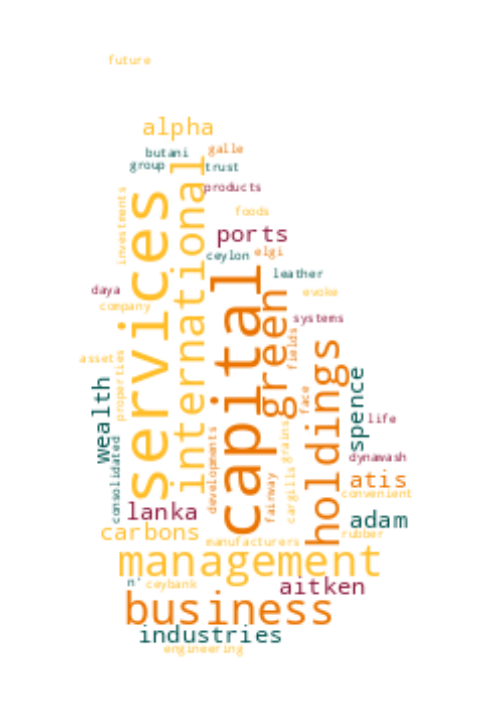 future
alpha
butani
galle
group
trust
international
products
investments
services
foods
ports
ceylon
elgi
capital
leather
daya
evoke
green
company
systems
fields
holdings
asset
properties
wealth
spence
face
life
grains
developments
consolidated
dynawash
cargills
fairway
atis
convenient
lanka
adam
carbons
rubber
manufacturers
management
n'
ceybank
aitken
business
industries
engineering